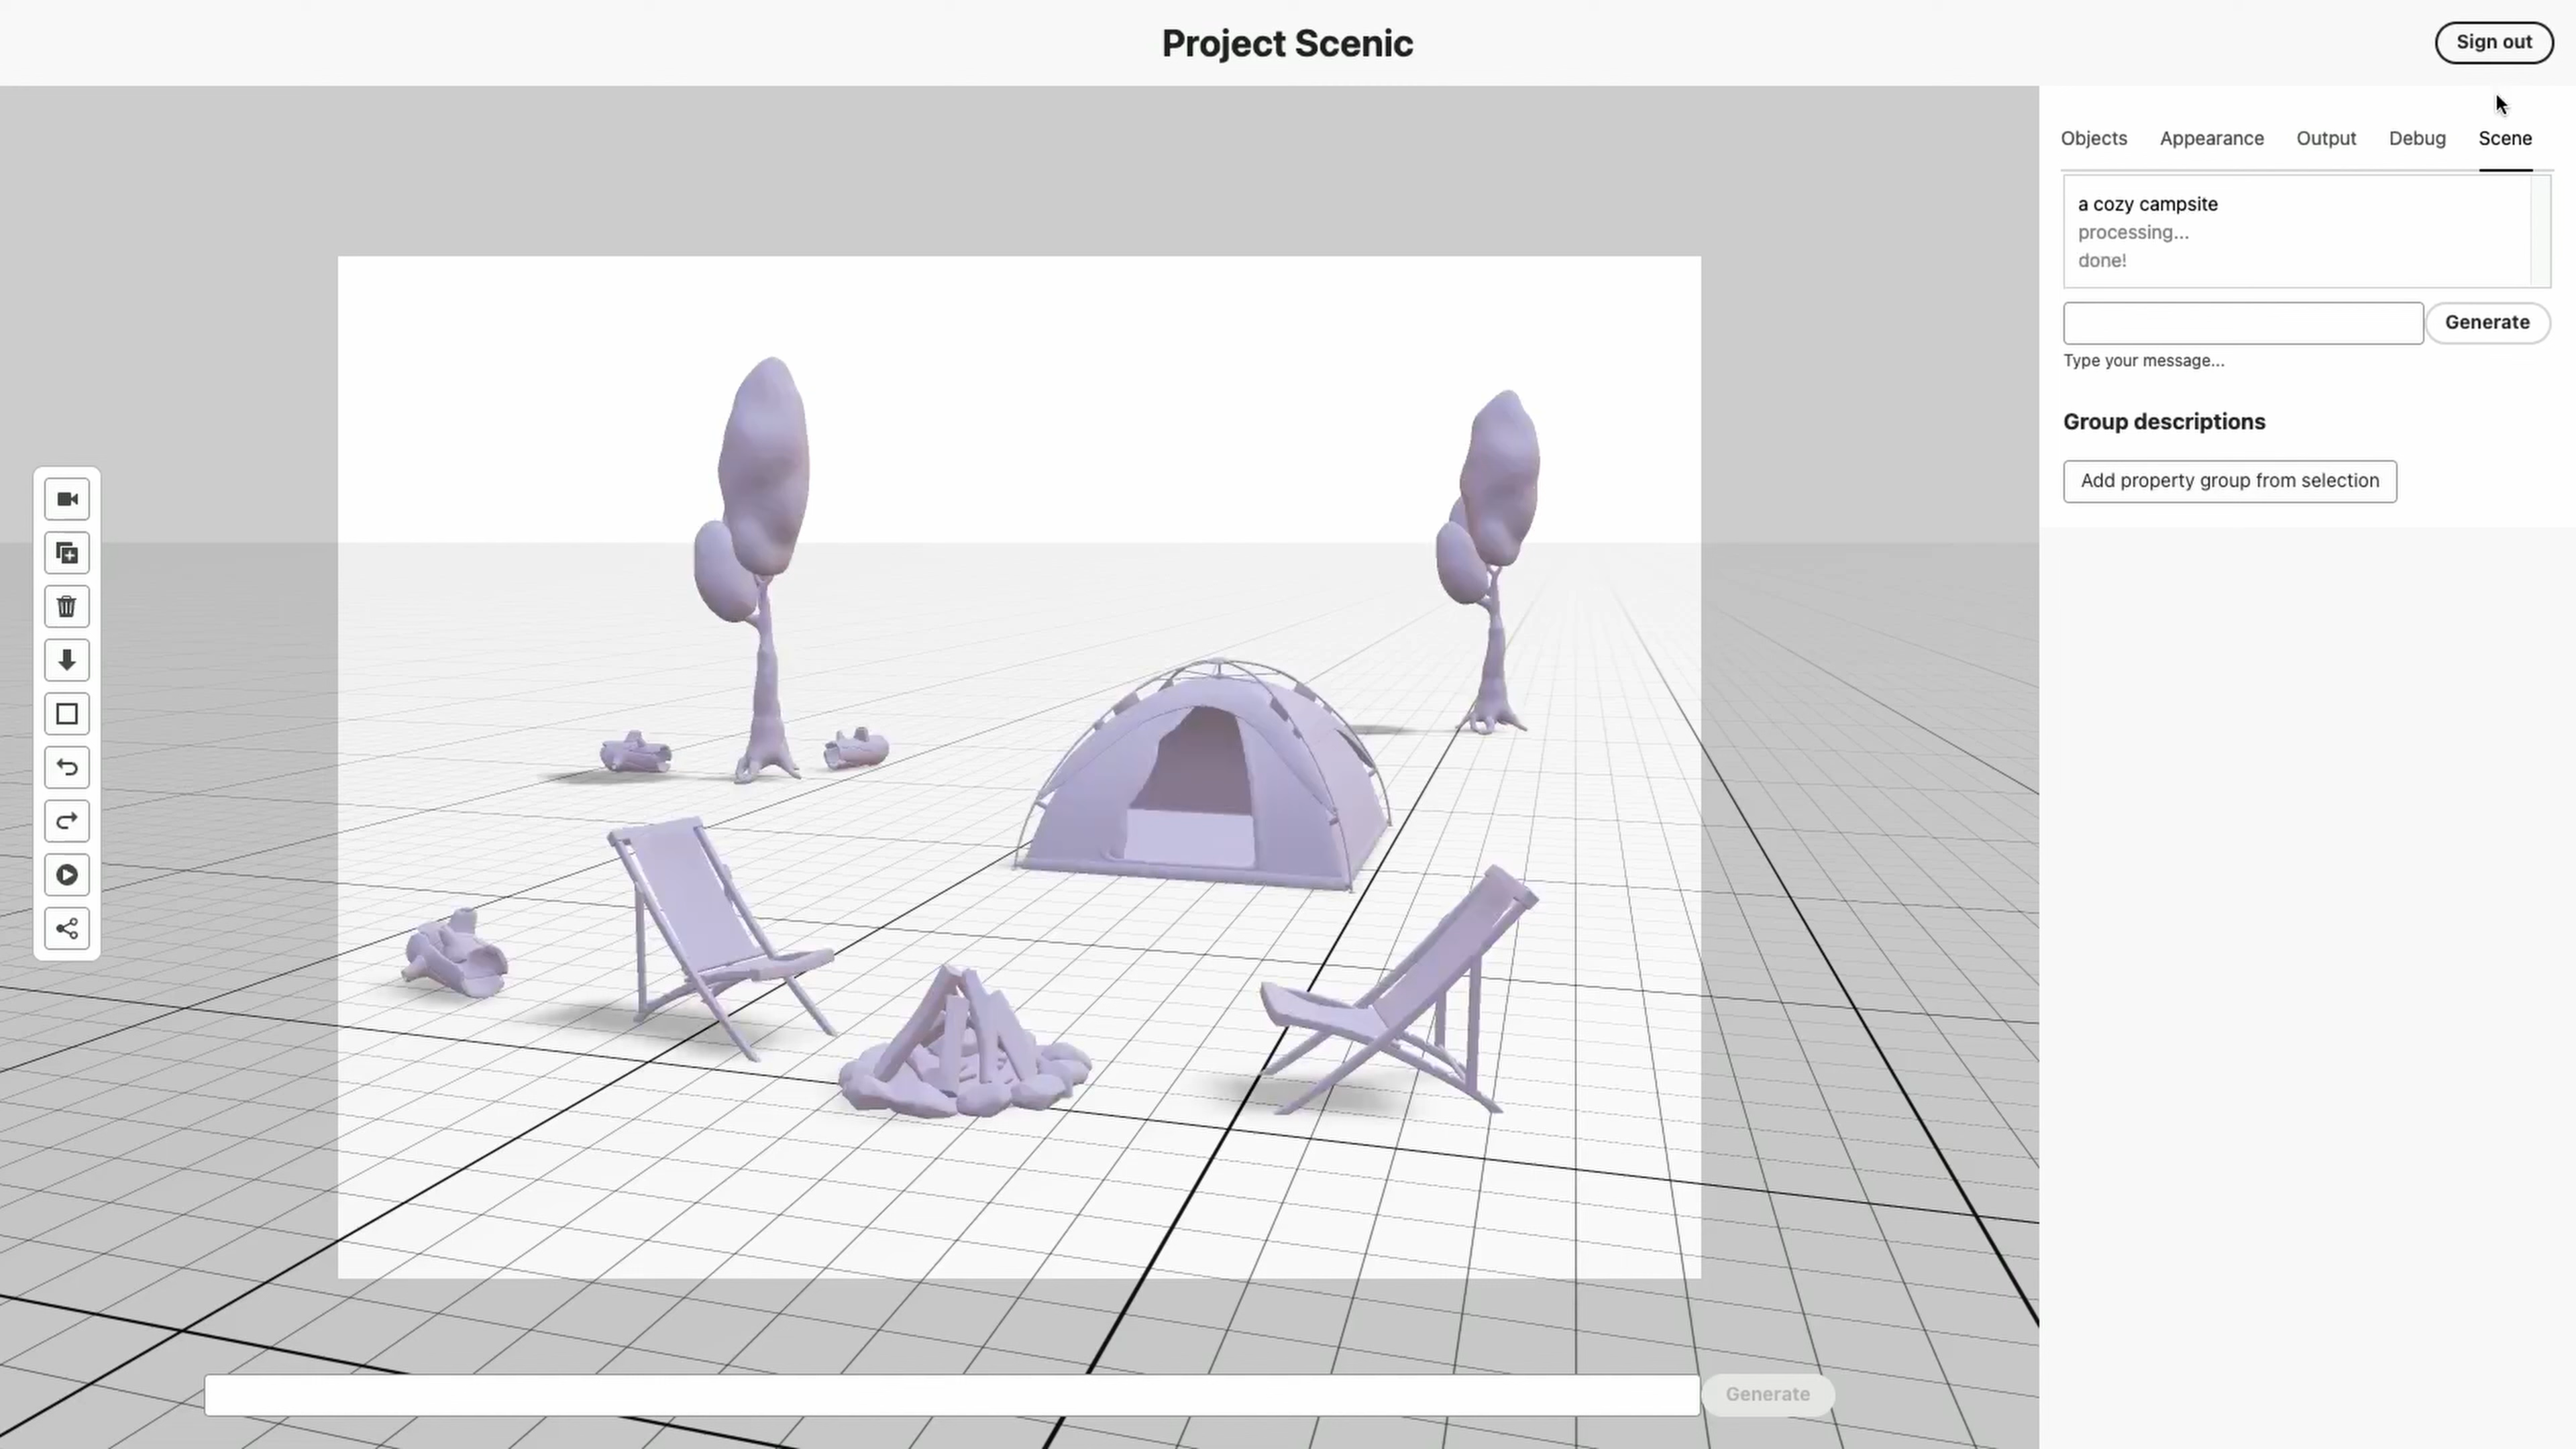 Project Scenic
Sign out
Objects Appearance Output Debug Scene
a cozy campsite
processing...
done!
Generate
Type your message...
Group descriptions
Add property group from selection
Generate